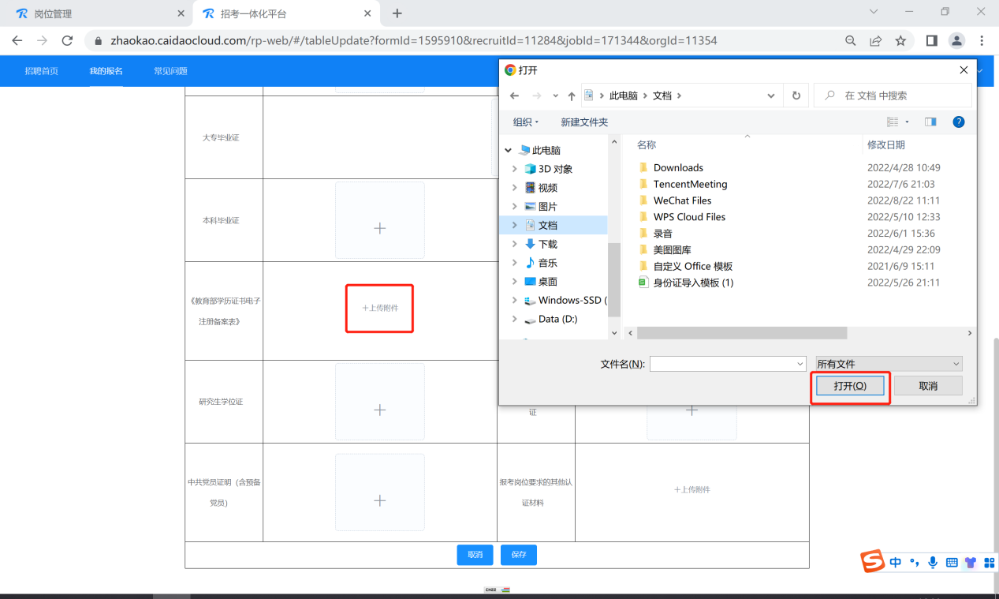 岗位管理
招考一体化平台
zhaokao.caidaocloud.com/rp-web/#/tableUpdate?formId=1595910&recruitId=11284&jobId=171344&orgId=11354
招聘首页
我的报名
常见问题
大专毕业证
本科毕业证
《教育部学历证书电子
注册备案表》
+上传附件
研究生学位证
证
中共党员证明（含预备
党员）
报考岗位要求的其他认
证材料
+上传附件
取消
保存
打开
此电脑
文档
在 文档 中搜索
组织
新建文件夹
此电脑
3D 对象
视频
图片
文档
下载
音乐
桌面
Windows-SSD (
Data (D:)
名称
修改日期
Downloads 2022/4/28 10:49
TencentMeeting 2022/7/6 21:03
WeChat Files 2022/8/22 11:11
WPS Cloud Files 2022/5/10 12:33
录音 2022/6/1 15:36
美图图库 2022/4/29 22:09
自定义 Office 模板 2021/6/9 15:11
身份证导入模板 (1) 2022/5/26 21:11
文件名(N):
所有文件
打开(O)
取消
中
CNZZ